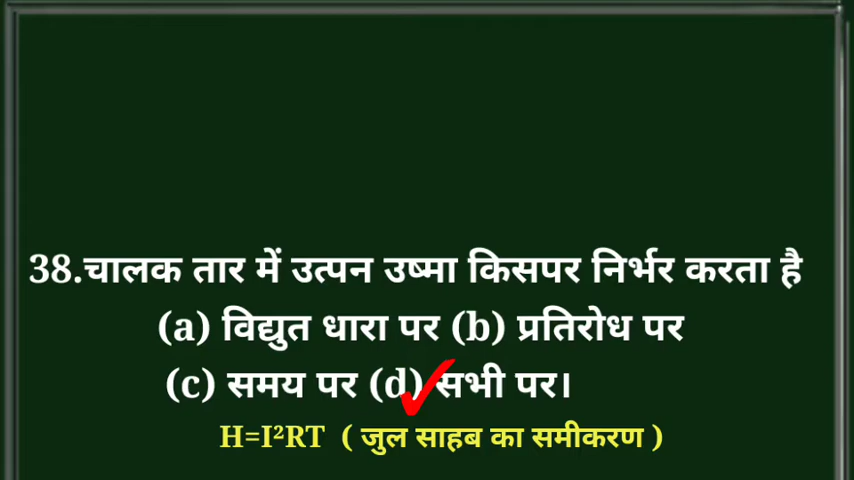 38.चालक तार में उत्पन उष्मा किसपर निर्भर करता है
(a) विद्युत धारा पर (b) प्रतिरोध पर
(c) समय पर (d) सभी पर।
H=I²RT ( जुल साहब का समीकरण )